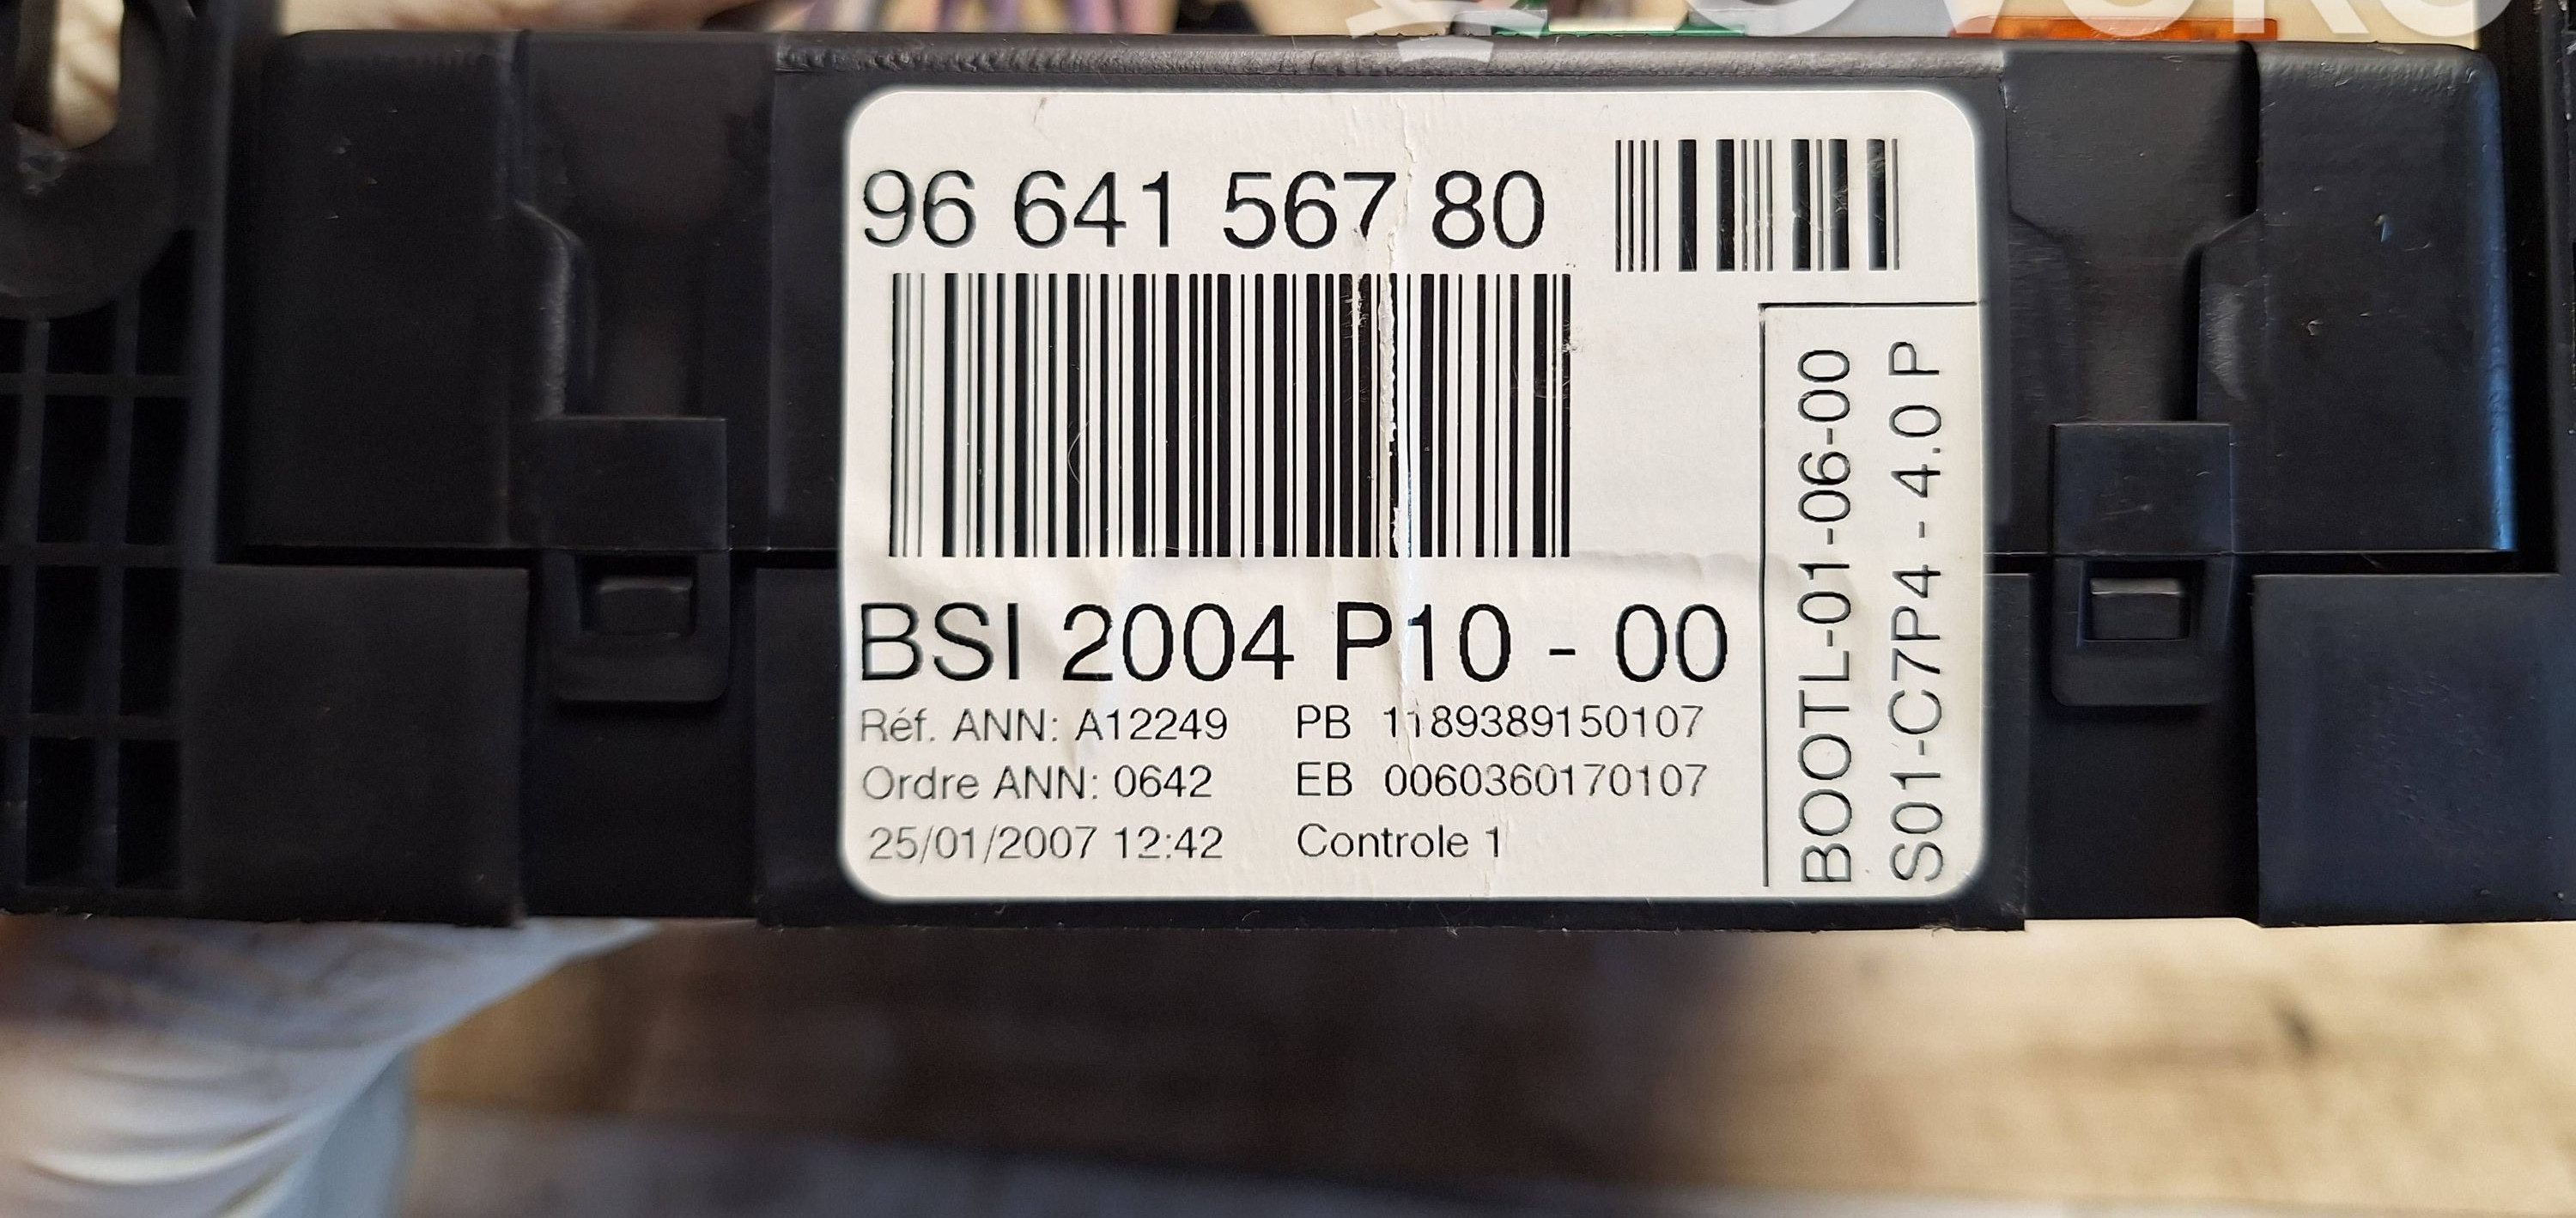 96 641 567 80
BSI 2004 P10 - 00
Réf. ANN: A12249 PB 1189389150107
Ordre ANN: 0642 EB 0060360170107
25/01/2007 12:42 Controle 1
BOOTL-01-06-00
S01-C7P4 - 4.0 P